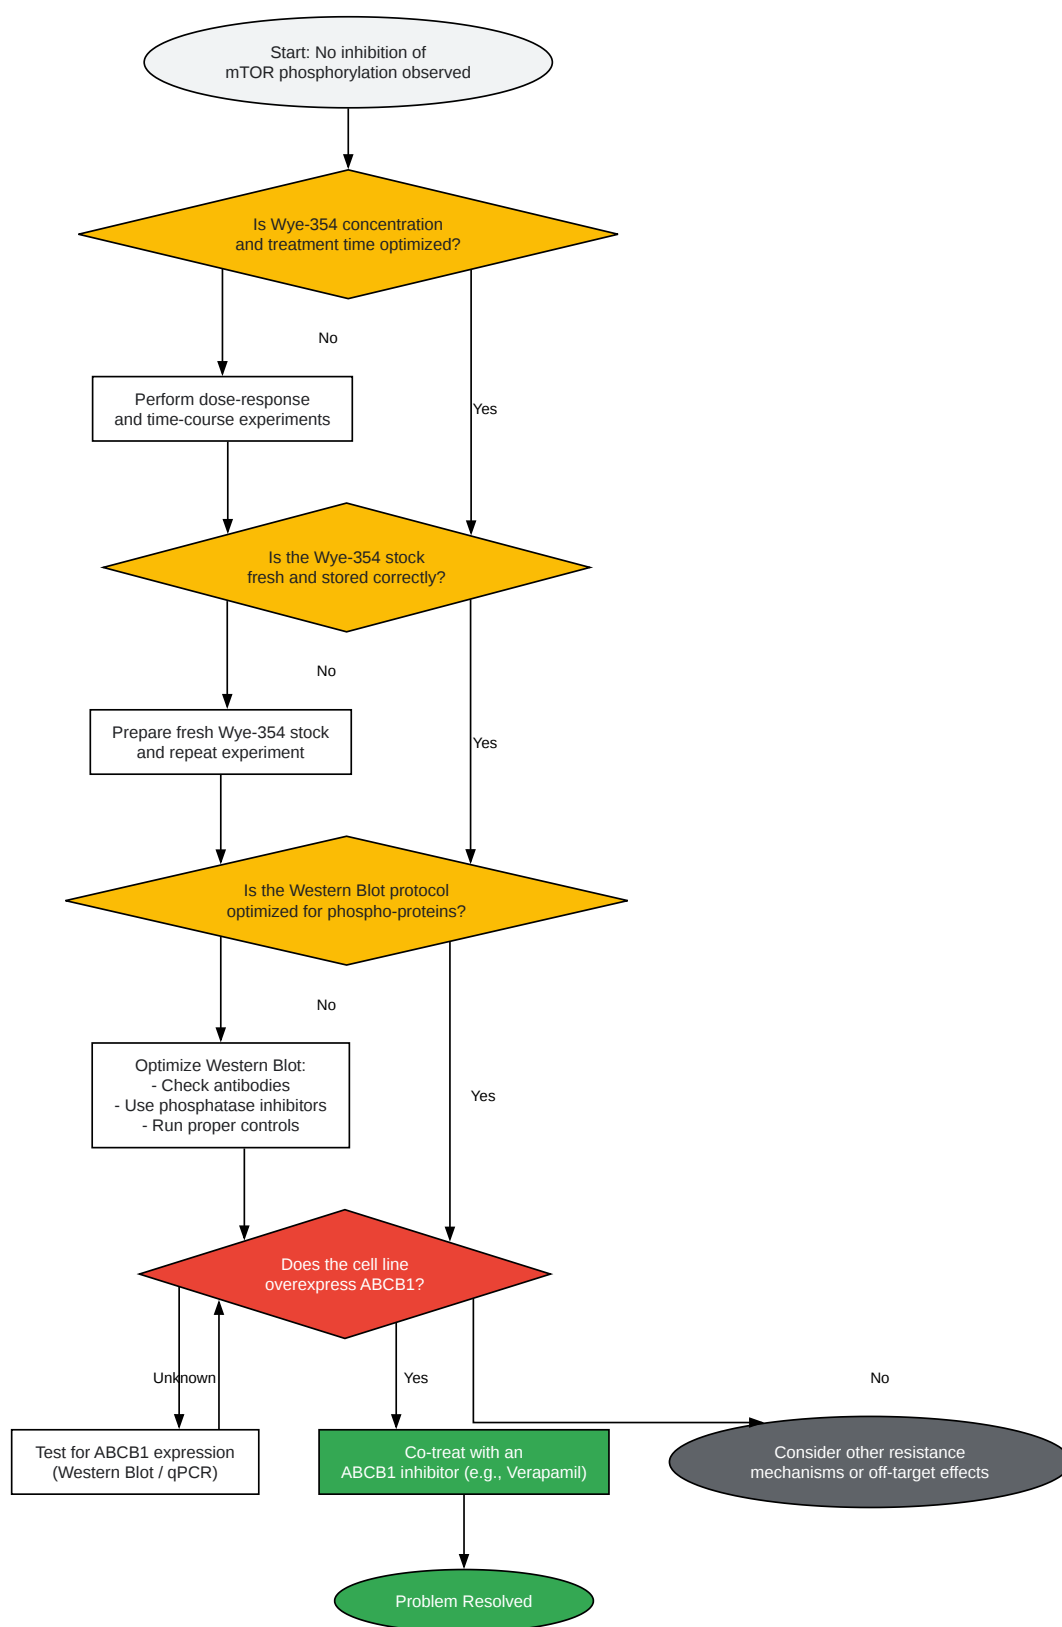 Start: No inhibition of
mTOR phosphorylation observed
Is Wye-354 concentration
and treatment time optimized?
No
Perform dose-response
and time-course experiments
Yes
Is the Wye-354 stock
fresh and stored correctly?
No
Prepare fresh Wye-354 stock
and repeat experiment
Yes
Is the Western Blot protocol
optimized for phospho-proteins?
No
Optimize Western Blot:
- Check antibodies
- Use phosphatase inhibitors
- Run proper controls
Yes
Does the cell line
overexpress ABCB1?
Unknown
Yes
No
Test for ABCB1 expression
(Western Blot / qPCR)
Co-treat with an
ABCB1 inhibitor (e.g., Verapamil)
Consider other resistance
mechanisms or off-target effects
Problem Resolved